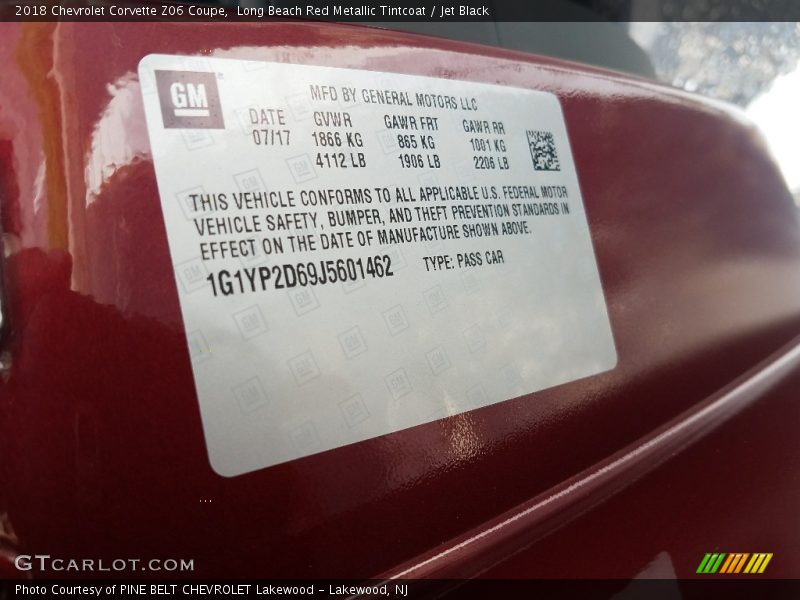 2018 Chevrolet Corvette Z06 Coupe,  Long Beach Red Metallic Tintcoat / Jet Black
GM
MFD BY GENERAL MOTORS LLC
DATE GVWR GAWR FRT GAWR RR
07/17 1866 KG 865 KG 1001 KG
4112 LB 1906 LB 2206 LB
THIS VEHICLE CONFORMS TO ALL APPLICABLE U.S. FEDERAL MOTOR
VEHICLE SAFETY, BUMPER, AND THEFT PREVENTION STANDARDS IN
EFFECT ON THE DATE OF MANUFACTURE SHOWN ABOVE.
1G1YP2D69J5601462 TYPE: PASS CAR
GTCARLOT.COM
Photo Courtesy of PINE BELT CHEVROLET Lakewood - Lakewood, NJ